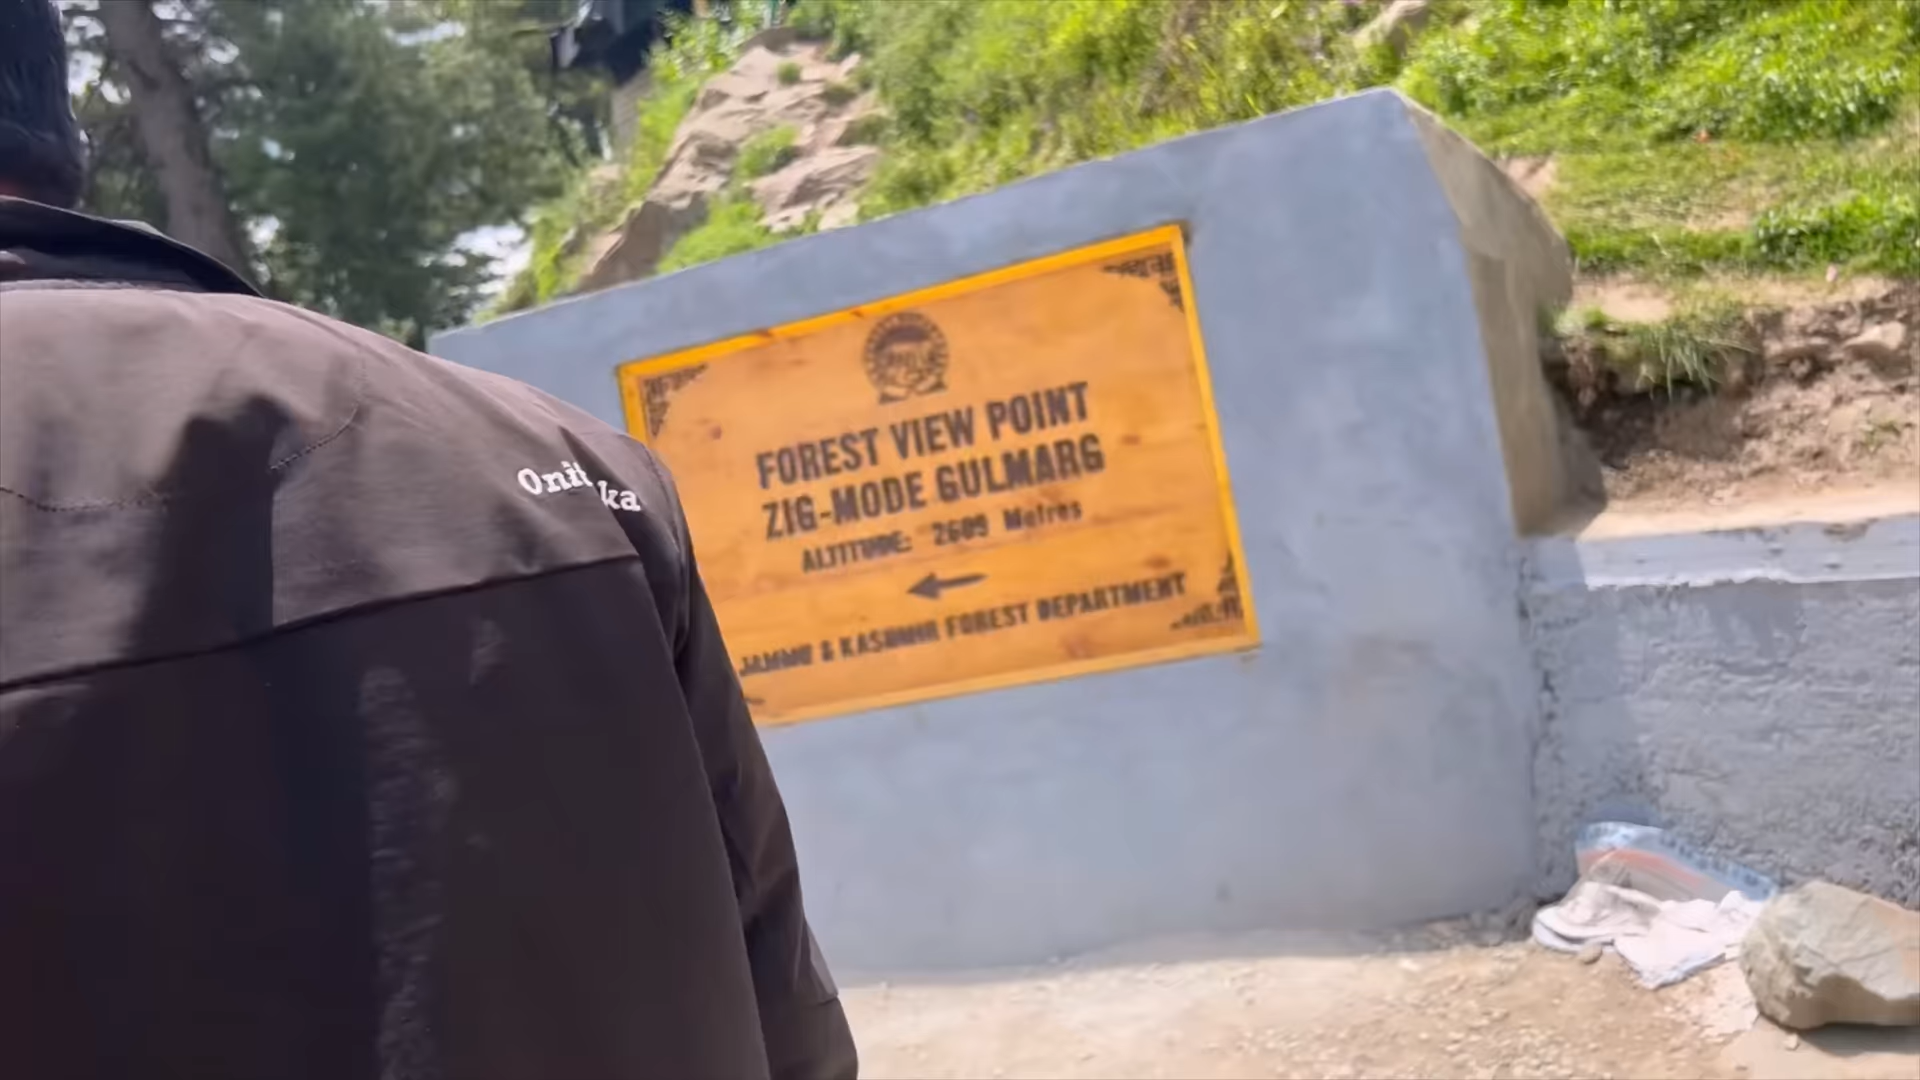 FOREST VIEW POINT
ZIG-MODE GULMARG
ALTITUDE: 2609 Metres
JAMMU & KASHMIR FOREST DEPARTMENT